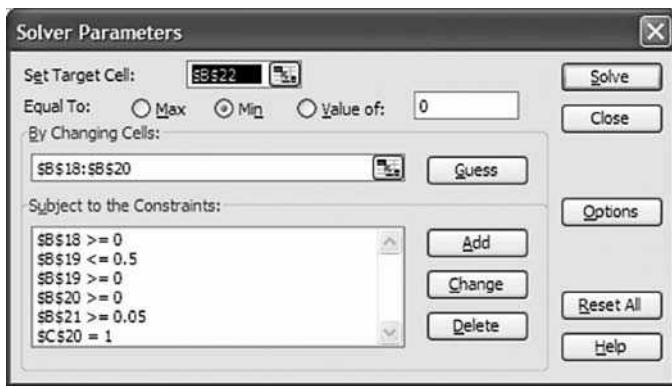 Solver Parameters
Set Target Cell: $B$22
Solve
Equal To: Max Min Value of: 0
Close
By Changing Cells:
$B$18:$B$20
Guess
Subject to the Constraints:
Options
$B$18 >= 0
Add
$B$19 <= 0.5
$B$19 >= 0
Change
$B$20 >= 0
Reset All
$B$21 >= 0.05
Delete
$C$20 = 1
Help